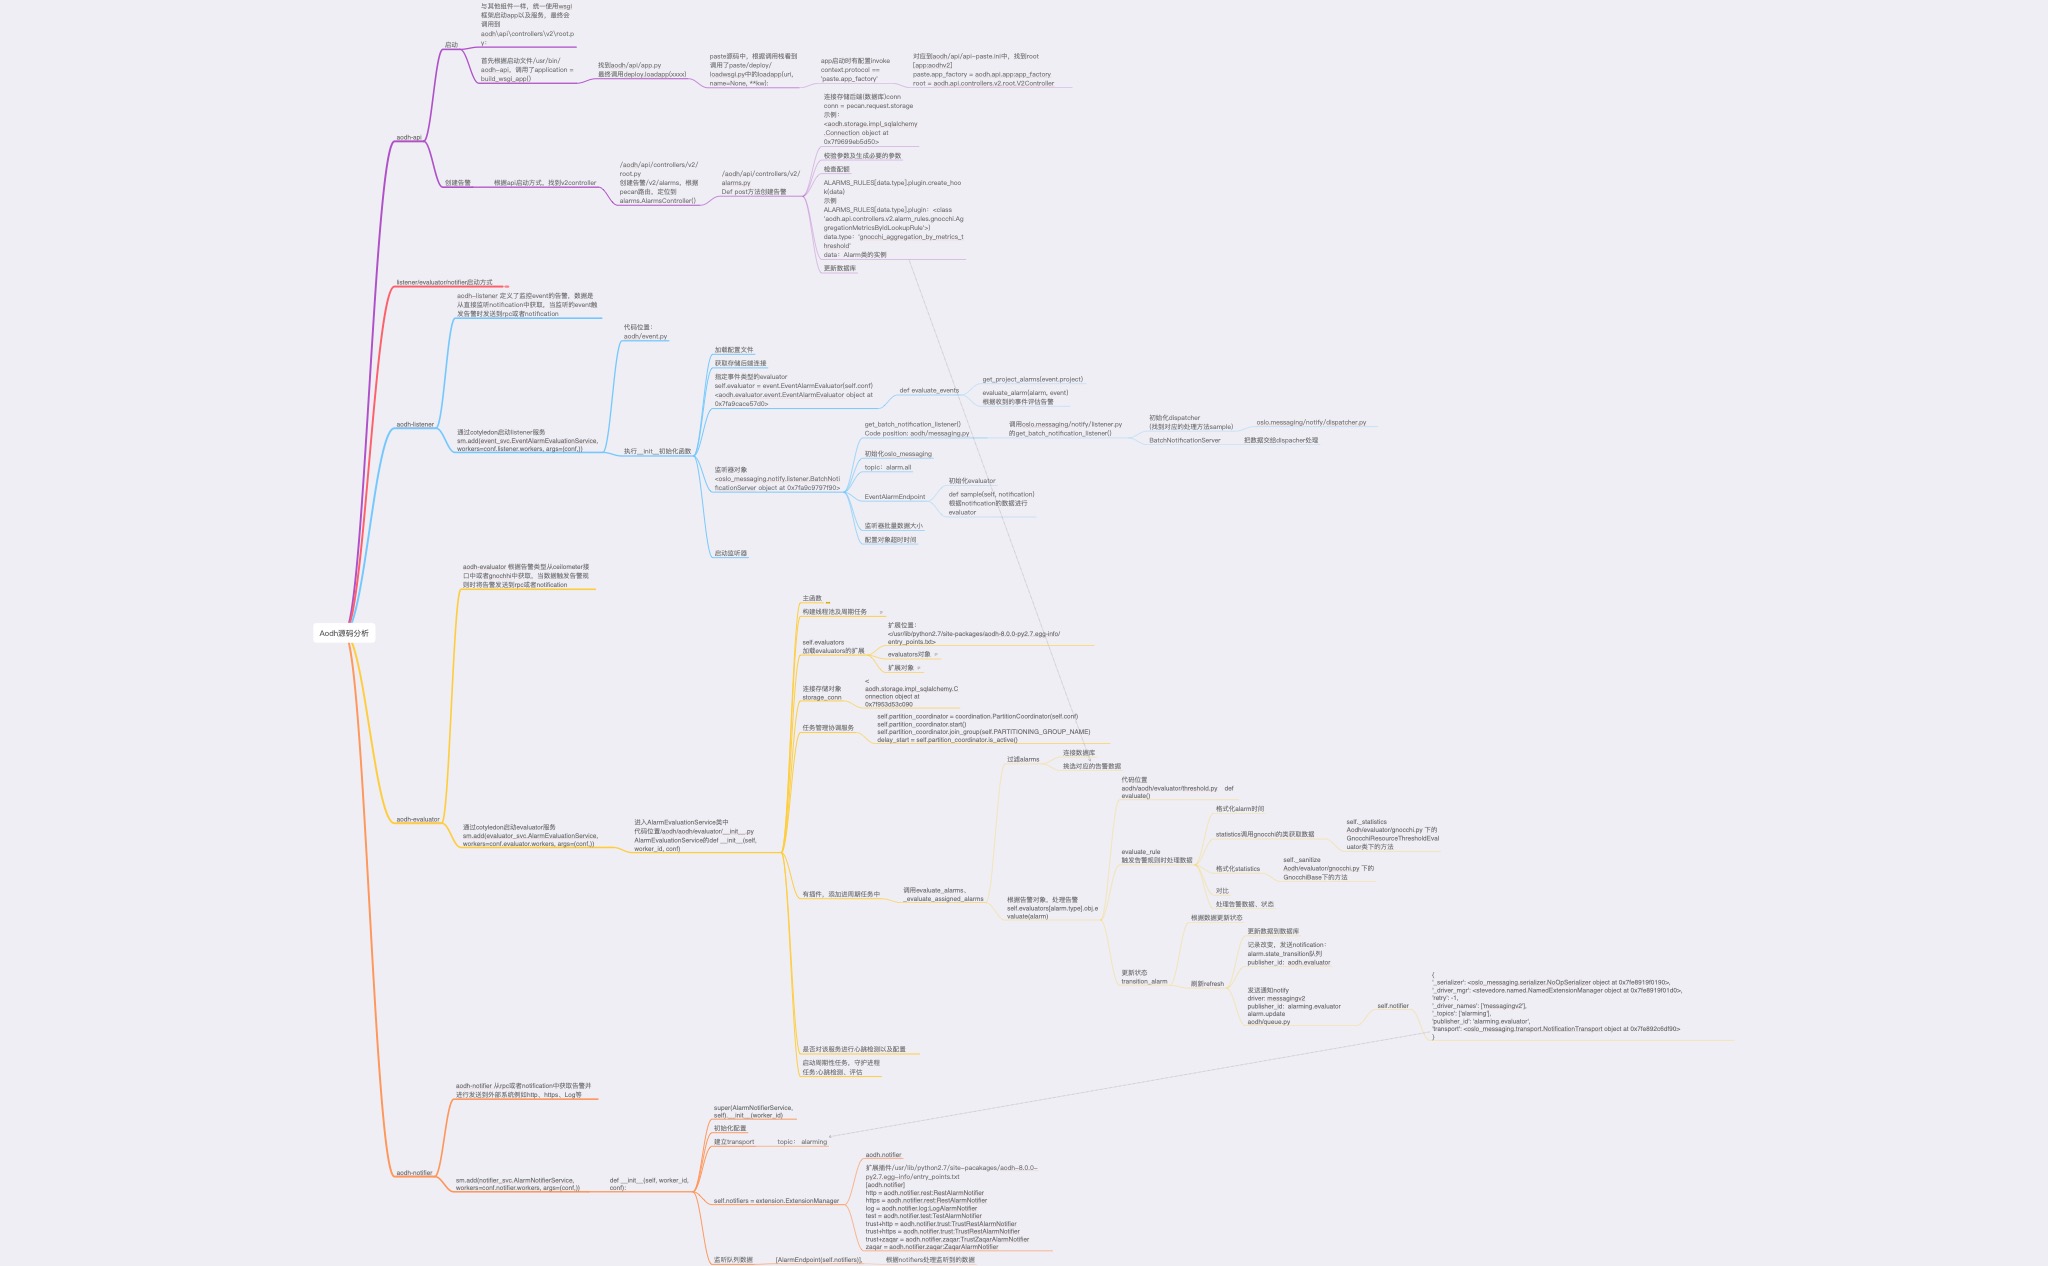 Aodh源码分析
aodh-api
启动
与其他组件一样，统一使用wsgi
框架启动app以及服务，最终会
调用到
aodh\api\controllers\v2\root.p
y：
首先根据启动文件/usr/bin/
aodh-api，调用了application =
build_wsgi_app()
找到aodh/api/app.py
最终调用deploy.loadapp(xxxx)
paste源码中，根据调用栈看到
调用了paste/deploy/
loadwsgi.py中的loadapp(uri,
name=None, **kw):
app启动时有配置invoke
context.protocol ==
'paste.app_factory'
对应到aodh/api/api-paste.ini中，找到root
[app:aodhv2]
paste.app_factory = aodh.api.app:app_factory
root = aodh.api.controllers.v2.root.V2Controller
创建告警
根据api启动方式，找到v2controller
/aodh/api/controllers/v2/
root.py
创建告警/v2/alarms，根据
pecan路由，定位到
alarms.AlarmsController()
/aodh/api/controllers/v2/
alarms.py
Def post方法创建告警
连接存储后端(数据库)conn
conn = pecan.request.storage
示例：
<aodh.storage.impl_sqlalchemy
.Connection object at
0x7f9699eb5d50>
校验参数及生成必要的参数
检查配额
ALARMS_RULES[data.type].plugin.create_hoo
k(data)
示例
ALARMS_RULES[data.type].plugin：<class
'aodh.api.controllers.v2.alarm_rules.gnocchi.Ag
gregationMetricsByIdLookupRule'>)
data.type：'gnocchi_aggregation_by_metrics_t
hreshold'
data：Alarm类的实例
更新数据库
listener/evaluator/notifier启动方式
aodh-listener
aodh-listener 定义了监控event的告警，数据是
从直接监听notification中获取，当监听的event触
发告警时发送到rpc或者notification
通过cotyledon启动listener服务
sm.add(event_svc.EventAlarmEvaluationService,
workers=conf.listener.workers, args=(conf,))
代码位置：
aodh/event.py
执行__init__初始化函数
加载配置文件
获取存储后端连接
指定事件类型的evaluator
self.evaluator = event.EventAlarmEvaluator(self.conf)
<aodh.evaluator.event.EventAlarmEvaluator object at
0x7fa9cace57d0>
def evaluate_events
get_project_alarms(event.project)
evaluate_alarm(alarm, event)
根据收到的事件评估告警
监听器对象
<oslo_messaging.notify.listener.BatchNoti
ficationServer object at 0x7fa9c9797f90>
get_batch_notification_listener()
Code position: aodh/messaging.py
调用oslo.messaging/notify/listener.py
的get_batch_notification_listener()
初始化dispatcher
(找到对应的处理方法sample)
oslo.messaging/notify/dispatcher.py
BatchNotificationServer
把数据交给dispacher处理
初始化oslo_messaging
topic：alarm.all
EventAlarmEndpoint
初始化evaluator
def sample(self, notification)
根据notification的数据进行
evaluator
监听器批量数据大小
配置对象超时时间
启动监听器
aodh-evaluator
aodh-evaluator 根据告警类型从ceilometer接
口中或者gnochhi中获取，当数据触发告警规
则时将告警发送到rpc或者notification
通过cotyledon启动evaluator服务
sm.add(evaluator_svc.AlarmEvaluationService,
workers=conf.evaluator.workers, args=(conf,))
进入AlarmEvaluationService类中
代码位置/aodh/aodh/evaluator/__init__.py
AlarmEvaluationService的def __init__(self,
worker_id, conf)
主函数
构建线程池及周期任务
self.evaluators
加载evaluators的扩展
扩展位置：
</usr/lib/python2.7/site-packages/aodh-8.0.0-py2.7.egg-info/
entry_points.txt>
evaluators对象
扩展对象
连接存储对象
storage_conn
<
aodh.storage.impl_sqlalchemy.C
onnection object at
0x7f953d53c090
任务管理协调服务
self.partition_coordinator = coordination.PartitionCoordinator(self.conf)
self.partition_coordinator.start()
self.partition_coordinator.join_group(self.PARTITIONING_GROUP_NAME)
delay_start = self.partition_coordinator.is_active()
有插件，添加进周期任务中
调用evaluate_alarms,
_evaluate_assigned_alarms
过滤alarms
连接数据库
挑选对应的告警数据
根据告警对象，处理告警
self.evaluators[alarm.type].obj.e
valuate(alarm)
代码位置
aodh/aodh/evaluator/threshold.py def
evaluate()
evaluate_rule
触发告警规则时处理数据
格式化alarm时间
statistics调用gnocchi的类获取数据
self._statistics
Aodh/evaluator/gnocchi.py 下的
GnocchiResourceThresholdEval
uator类下的方法
格式化statistics
self._sanitize
Aodh/evaluator/gnocchi.py 下的
GnocchiBase下的方法
对比
处理告警数据、状态
更新状态
transition_alarm
根据数据更新状态
刷新refresh
更新数据到数据库
记录改变，发送notification：
alarm.state_transition队列
publisher_id：aodh.evaluator
发送通知notify
driver: messagingv2
publisher_id：alarming.evaluator
alarm.update
aodh/queue.py
self.notifier
{
'_serializer': <oslo_messaging.serializer.NoOpSerializer object at 0x7fe8919f0190>,
'_driver_mgr': <stevedore.named.NamedExtensionManager object at 0x7fe8919f01d0>,
'retry': -1,
'_driver_names': ['messagingv2'],
'_topics': ['alarming'],
'publisher_id': 'alarming.evaluator',
'transport': <oslo_messaging.transport.NotificationTransport object at 0x7fe892c6df90>
}
是否对该服务进行心跳检测以及配置
启动周期性任务，守护进程
任务:心跳检测、评估
aodh-notifier
aodh-notifier 从rpc或者notification中获取告警并
进行发送到外部系统例如http、https、Log等
sm.add(notifier_svc.AlarmNotifierService,
workers=conf.notifier.workers, args=(conf,))
def __init__(self, worker_id,
conf):
super(AlarmNotifierService,
self).__init__(worker_id)
初始化配置
建立transport
topic： alarming
self.notifiers = extension.ExtensionManager
aodh.notifier
扩展插件/usr/lib/python2.7/site-pacakages/aodh-8.0.0-
py2.7.egg-info/entry_points.txt
[aodh.notifier]
http = aodh.notifier.rest:RestAlarmNotifier
https = aodh.notifier.rest:RestAlarmNotifier
log = aodh.notifier.log:LogAlarmNotifier
test = aodh.notifier.test:TestAlarmNotifier
trust+http = aodh.notifier.trust:TrustRestAlarmNotifier
trust+https = aodh.notifier.trust:TrustRestAlarmNotifier
trust+zaqar = aodh.notifier.zaqar:TrustZaqarAlarmNotifier
zaqar = aodh.notifier.zaqar:ZaqarAlarmNotifier
监听队列数据
[AlarmEndpoint(self.notifiers)],
根据notifiers处理监听到的数据